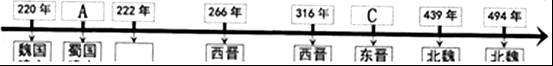 220年 A 222年 266年 316年 C 439年 494年
魏国 蜀国 西晋 西晋 东晋 北魏 北魏